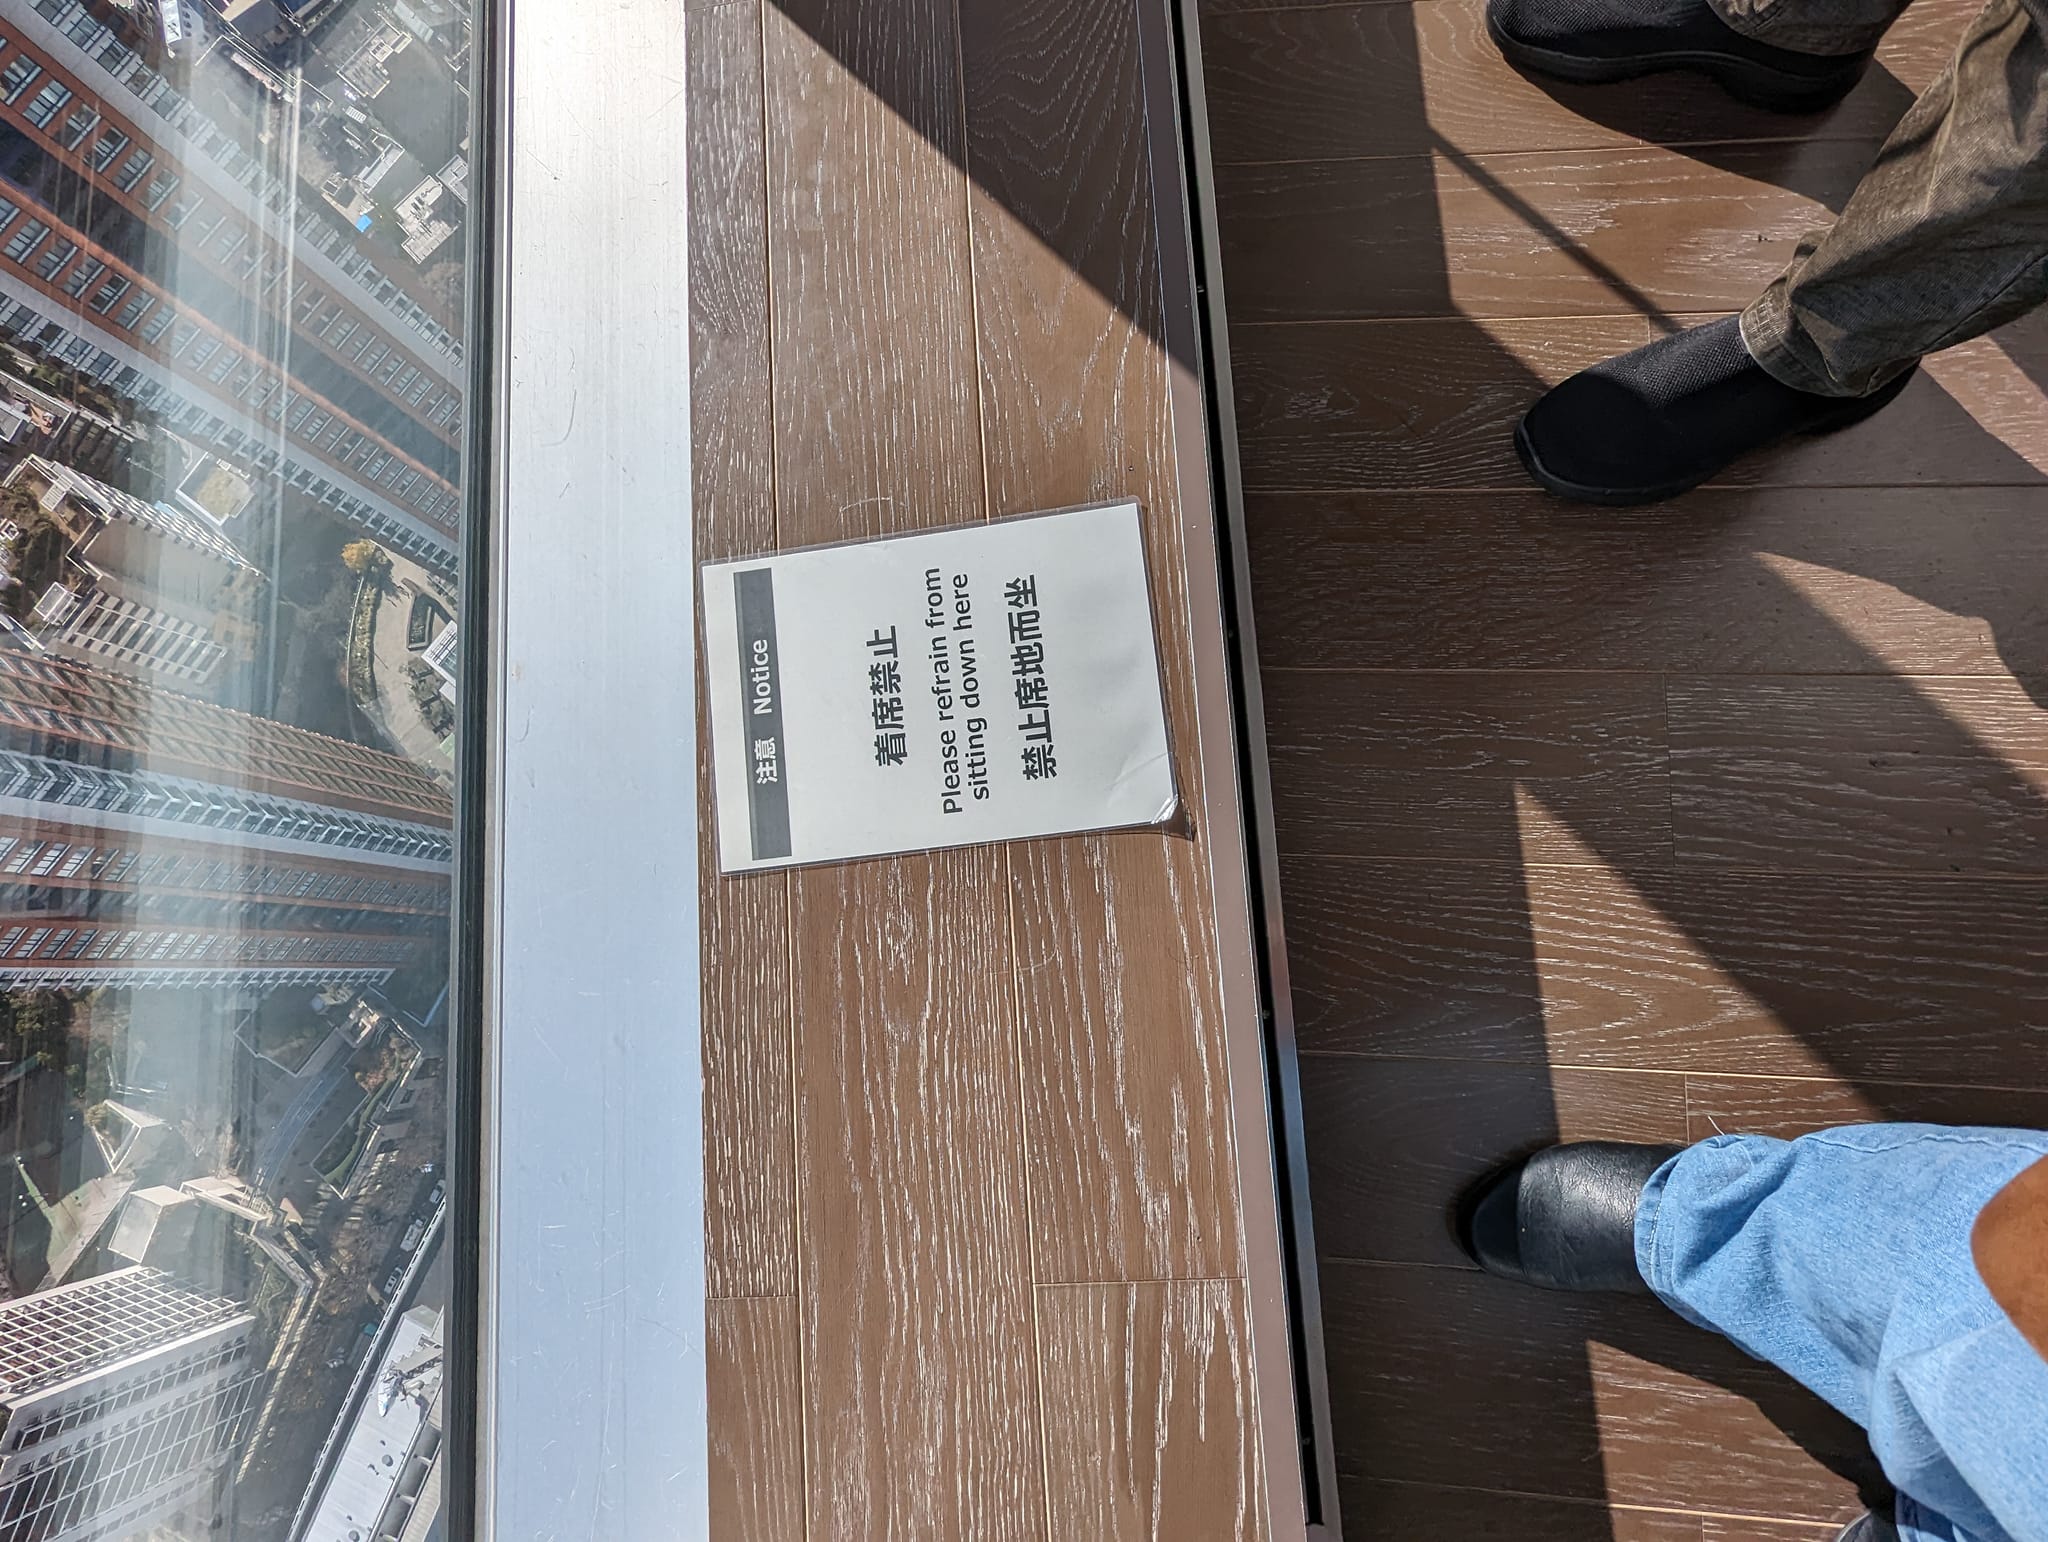 注意 Notice
着席禁止
Please refrain from
sitting down here
禁止席地而坐